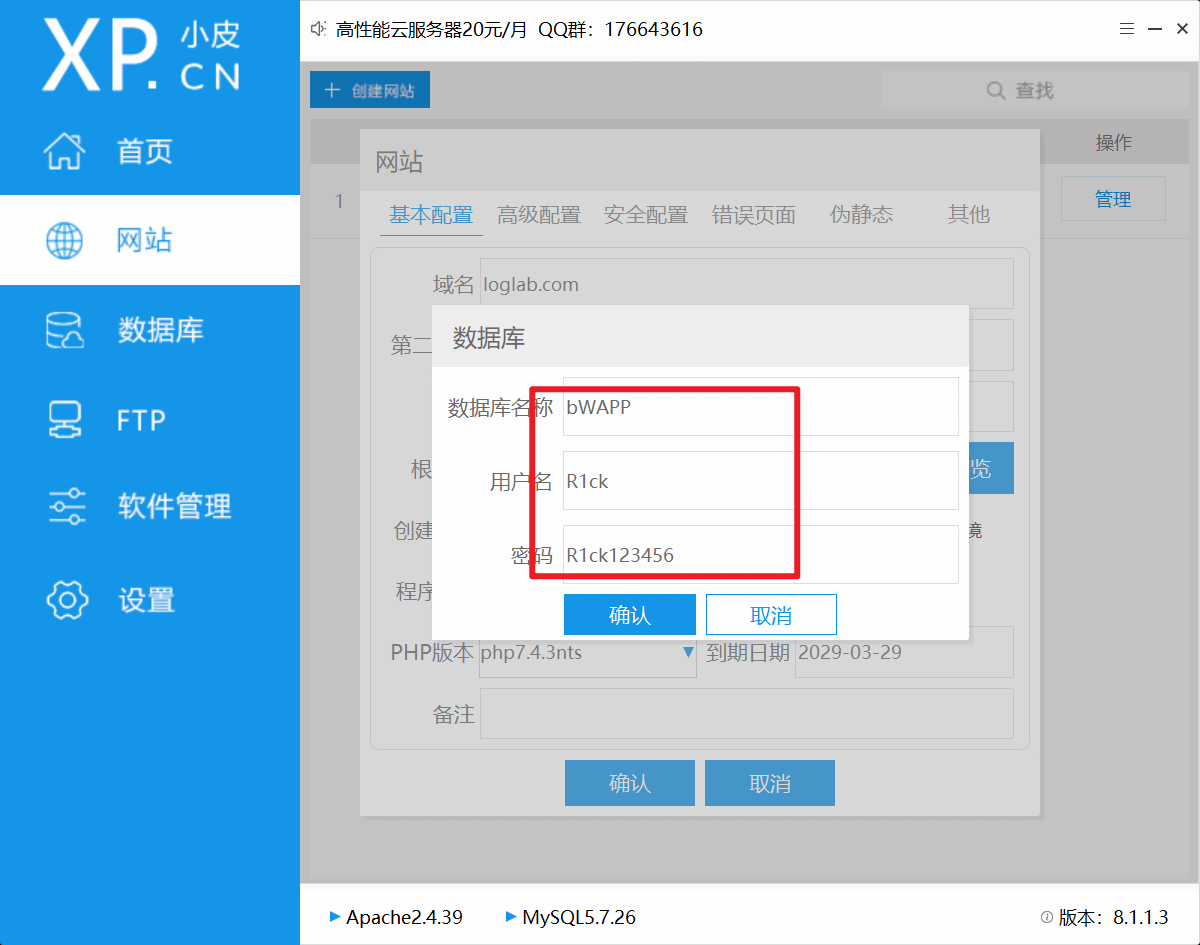 XP.CN 小皮
高性能云服务器20元/月 QQ群：176643616
首页
网站
数据库
FTP
软件管理
设置
创建网站
查找
操作
1
管理
网站
基本配置 高级配置 安全配置 错误页面 伪静态 其他
域名 loglab.com
第二
数据库
数据库名称 bWAPP
用户名 R1ck
密码 R1ck123456
确认 取消
根
览
创建
境
程序
PHP版本 php7.4.3nts 到期日期 2029-03-29
备注
确认 取消
Apache2.4.39 MySQL5.7.26 版本：8.1.1.3